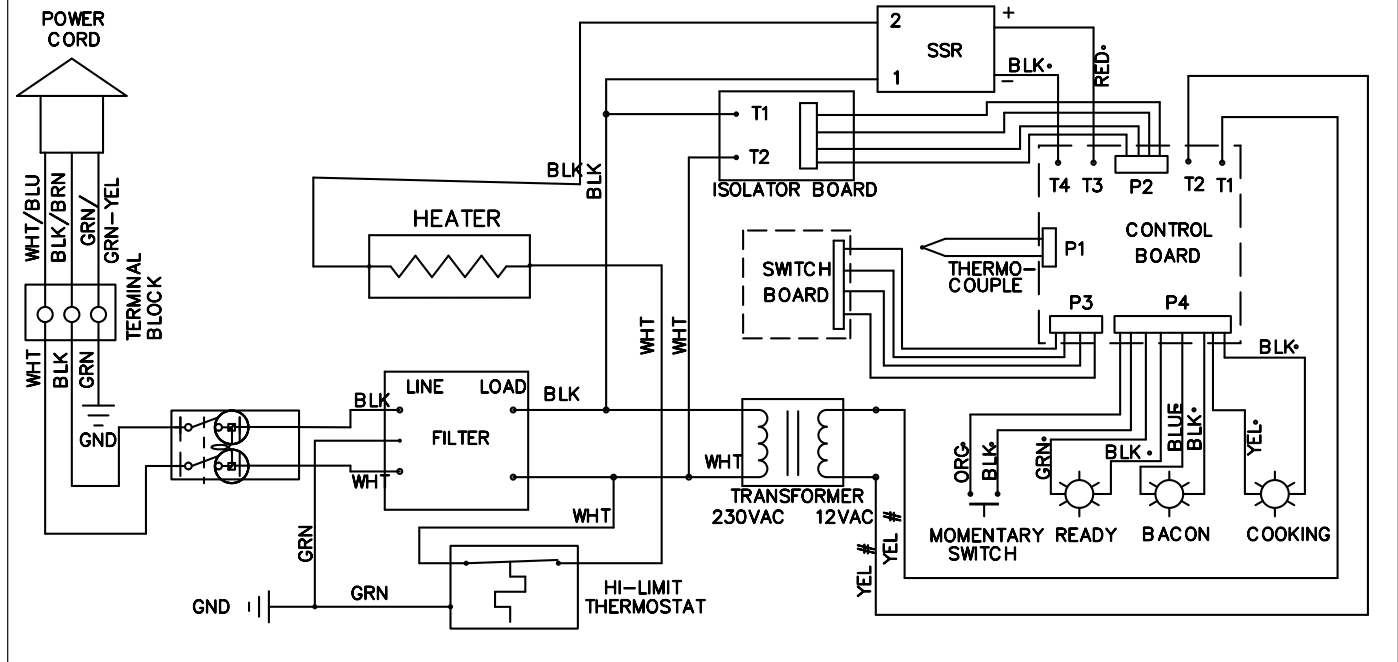 POWER
CORD
WHT/BLU
BLK/BRN
GRN/
GRN-YEL
TERMINAL
BLOCK
WHT
BLK
GRN
GND
HEATER
BLK
BLK
2
1
SSR
+
-
BLK•
RED•
T1
T2
ISOLATOR BOARD
T4
T3
P2
T2
T1
CONTROL
BOARD
P1
THERMO-
COUPLE
SWITCH
BOARD
P3
P4
WHT
WHT
LINE
LOAD
FILTER
BLK
WHT
BLK
WHT
WHT
TRANSFORMER
230VAC
12VAC
YEL #
YEL #
GRN
GND
GRN
HI-LIMIT
THERMOSTAT
ORG•
BLK•
GRN•
BLK•
BLUE•
BLK•
YEL•
BLK•
MOMENTARY
SWITCH
READY
BACON
COOKING